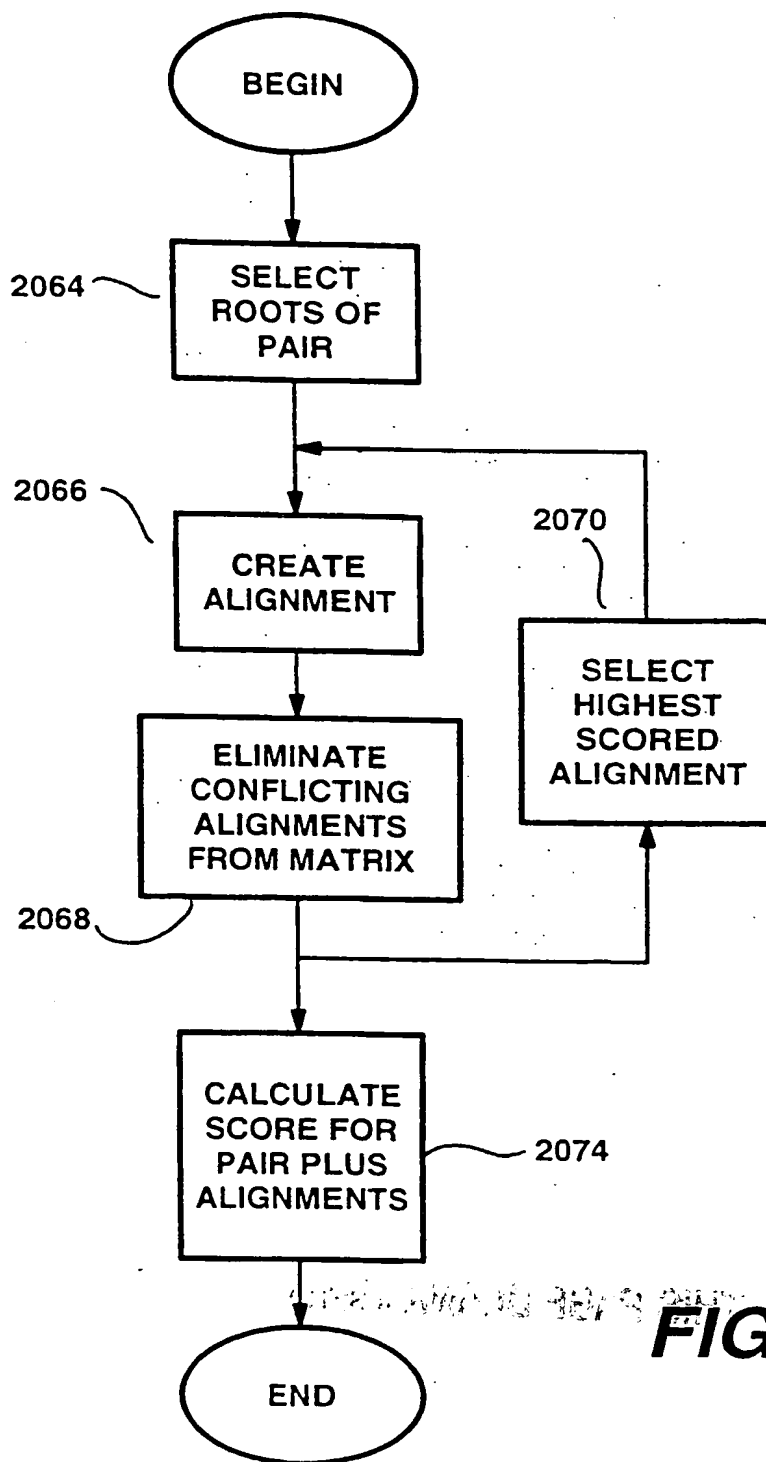 BEGIN
2064
SELECT
ROOTS OF
PAIR
2066
CREATE
ALIGNMENT
2070
SELECT
HIGHEST
SCORED
ALIGNMENT
ELIMINATE
CONFLICTING
ALIGNMENTS
FROM MATRIX
2068
CALCULATE
SCORE FOR
PAIR PLUS
ALIGNMENTS
2074
END
FIG